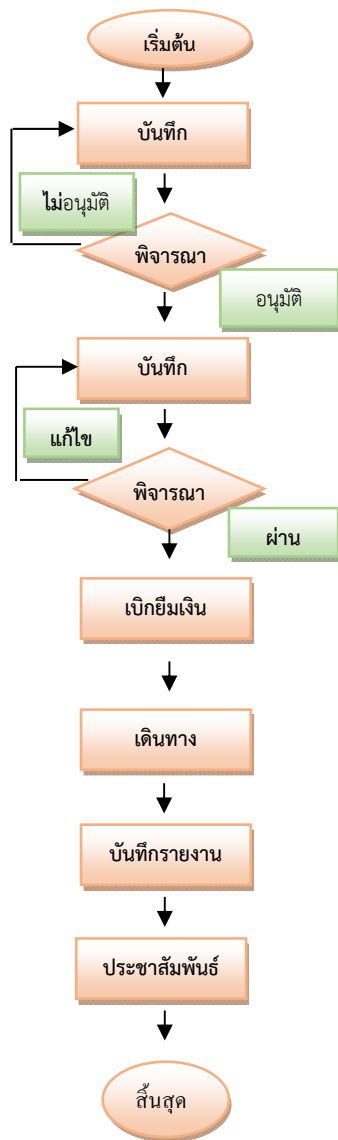 เริ่มต้น
บันทึก
ไม่อนุมัติ
พิจารณา
อนุมัติ
บันทึก
แก้ไข
พิจารณา
ผ่าน
เบิกยืมเงิน
เดินทาง
บันทึกรายงาน
ประชาสัมพันธ์
สิ้นสุด